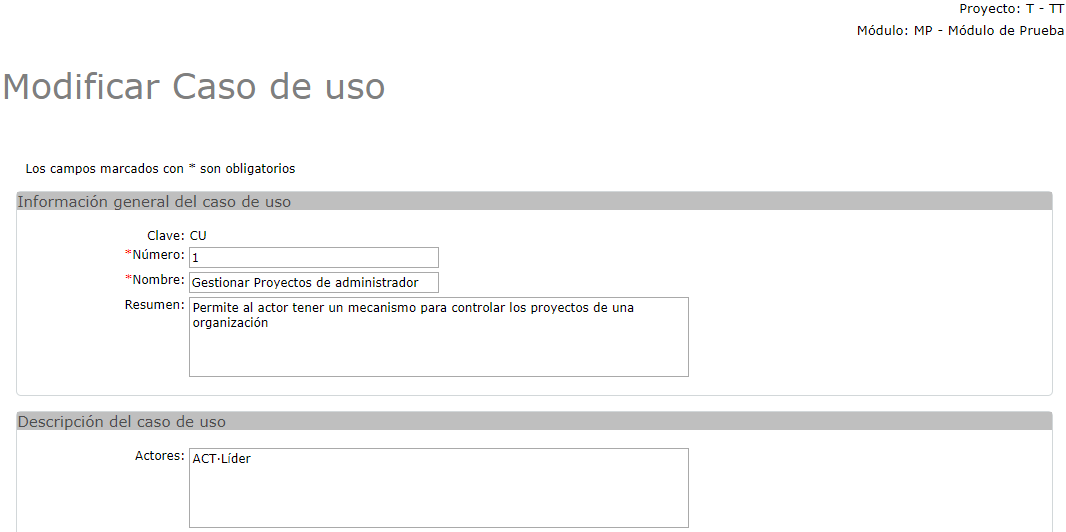 Proyecto: T - TT
Módulo: MP - Módulo de Prueba
Modificar Caso de uso
Los campos marcados con * son obligatorios
Información general del caso de uso
Clave: CU
*Número: 1
*Nombre: Gestionar Proyectos de administrador
Resumen: Permite al actor tener un mecanismo para controlar los proyectos de una
organización
Descripción del caso de uso
Actores: ACT·Líder